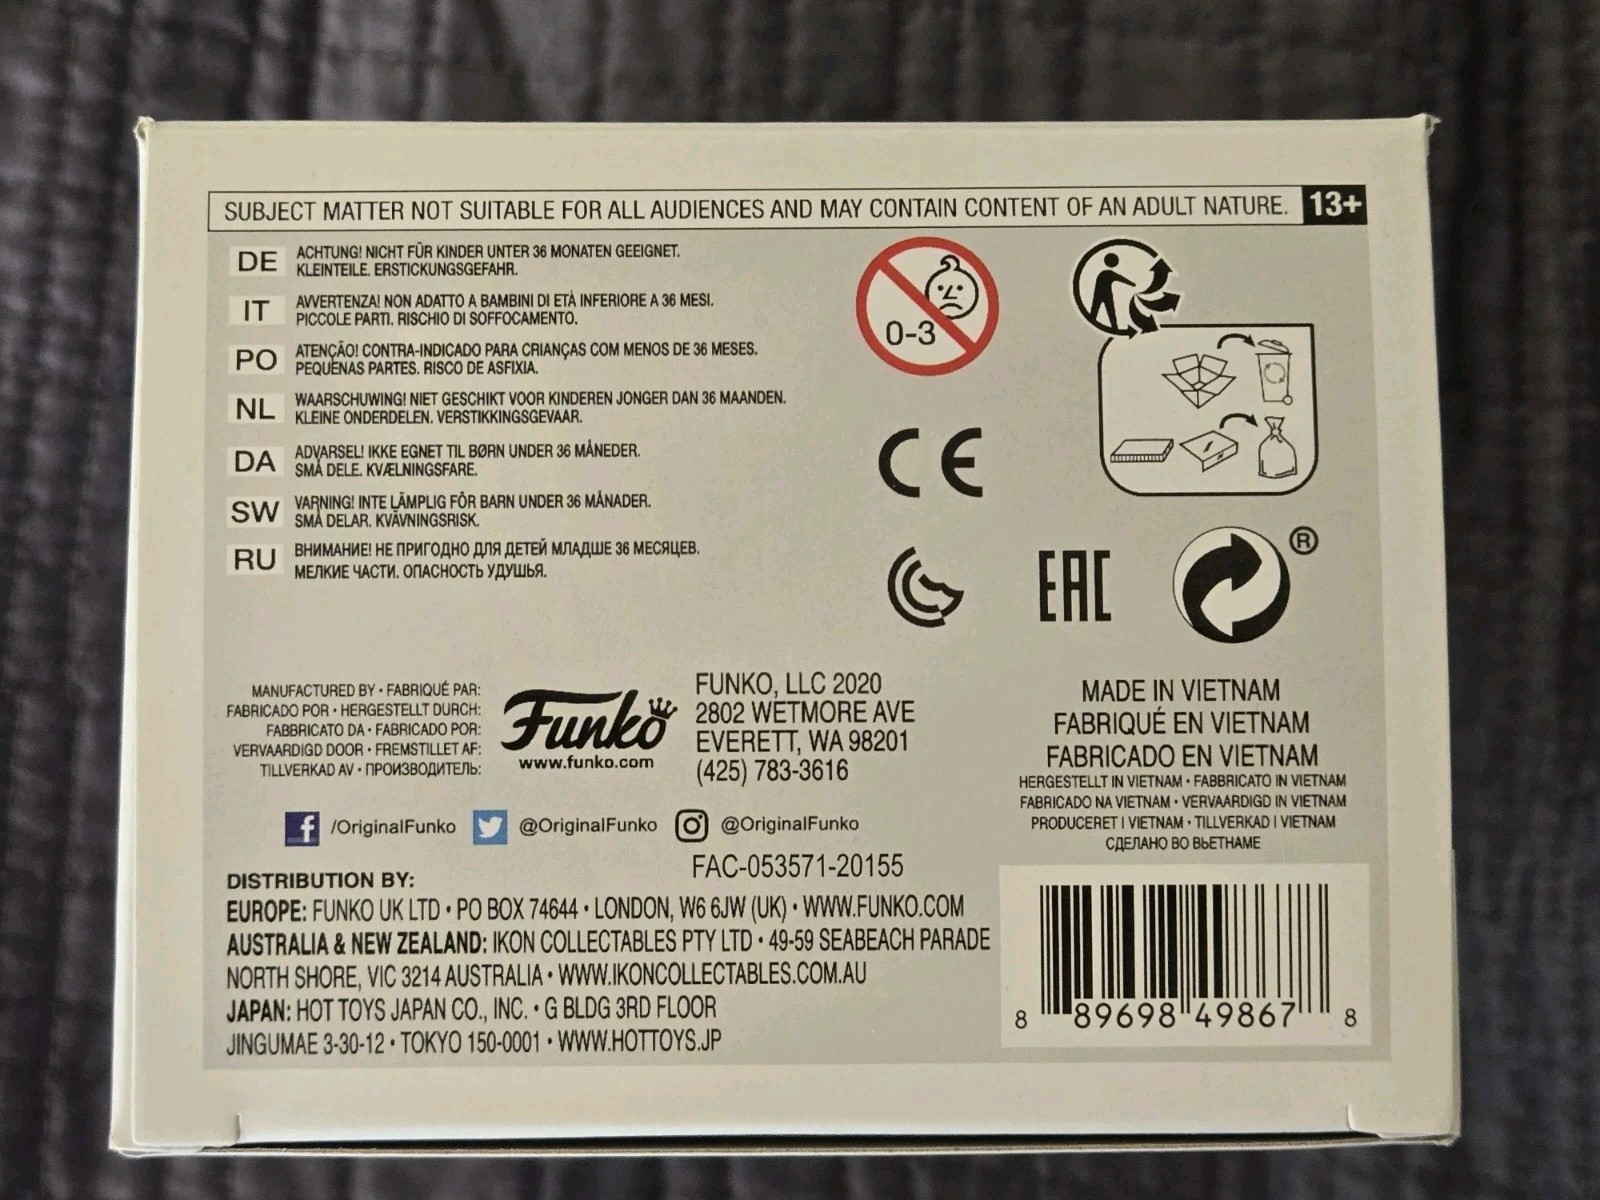 SUBJECT MATTER NOT SUITABLE FOR ALL AUDIENCES AND MAY CONTAIN CONTENT OF AN ADULT NATURE. 13+
DE ACHTUNG! NICHT FÜR KINDER UNTER 36 MONATEN GEEIGNET.
KLEINTEILE. ERSTICKUNGSGEFAHR.
IT AVVERTENZA! NON ADATTO A BAMBINI DI ETÀ INFERIORE A 36 MESI.
PICCOLE PARTI. RISCHIO DI SOFFOCAMENTO.
PO ATENÇÃO! CONTRA-INDICADO PARA CRIANÇAS COM MENOS DE 36 MESES.
PEQUENAS PARTES. RISCO DE ASFIXIA.
NL WAARSCHUWING! NIET GESCHIKT VOOR KINDEREN JONGER DAN 36 MAANDEN.
KLEINE ONDERDELEN. VERSTIKKINGSGEVAAR.
DA ADVARSEL! IKKE EGNET TIL BØRN UNDER 36 MÅNEDER.
SMÅ DELE. KVÆLNINGSFARE.
SW VARNING! INTE LÄMPLIG FÖR BARN UNDER 36 MÅNADER.
SMÅ DELAR. KVÄVNINGSRISK.
RU ВНИМАНИЕ! НЕ ПРИГОДНО ДЛЯ ДЕТЕЙ МЛАДШЕ 36 МЕСЯЦЕВ.
МЕЛКИЕ ЧАСТИ. ОПАСНОСТЬ УДУШЬЯ.
0-3
CE
EAC
®
MANUFACTURED BY • FABRIQUÉ PAR:
FABRICADO POR • HERGESTELLT DURCH:
FABBRICATO DA • FABRICADO POR:
VERVAARDIGD DOOR • FREMSTILLET AF:
TILLVERKAD AV • ПРОИЗВОДИТЕЛЬ:
Funko
www.funko.com
FUNKO, LLC 2020
2802 WETMORE AVE
EVERETT, WA 98201
(425) 783-3616
MADE IN VIETNAM
FABRIQUÉ EN VIETNAM
FABRICADO EN VIETNAM
HERGESTELLT IN VIETNAM • FABBRICATO IN VIETNAM
FABRICADO NA VIETNAM • VERVAARDIGD IN VIETNAM
PRODUCERET I VIETNAM • TILLVERKAD I VIETNAM
СДЕЛАНО ВО ВЬЕТНАМЕ
f /OriginalFunko @OriginalFunko @OriginalFunko
FAC-053571-20155
DISTRIBUTION BY:
EUROPE: FUNKO UK LTD • PO BOX 74644 • LONDON, W6 6JW (UK) • WWW.FUNKO.COM
AUSTRALIA & NEW ZEALAND: IKON COLLECTABLES PTY LTD • 49-59 SEABEACH PARADE
NORTH SHORE, VIC 3214 AUSTRALIA • WWW.IKONCOLLECTABLES.COM.AU
JAPAN: HOT TOYS JAPAN CO., INC. • G BLDG 3RD FLOOR
JINGUMAE 3-30-12 • TOKYO 150-0001 • WWW.HOTTOYS.JP
8 89698 49867 8